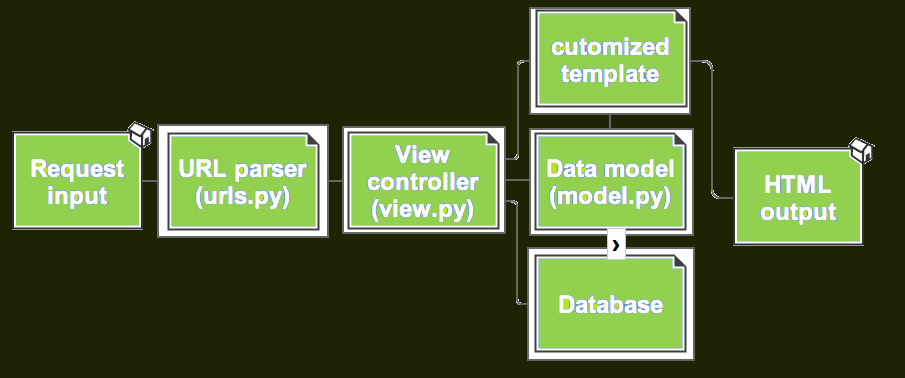 Request
input
URL parser
(urls.py)
View
controller
(view.py)
cutomized
template
Data model
(model.py)
›
Database
HTML
output